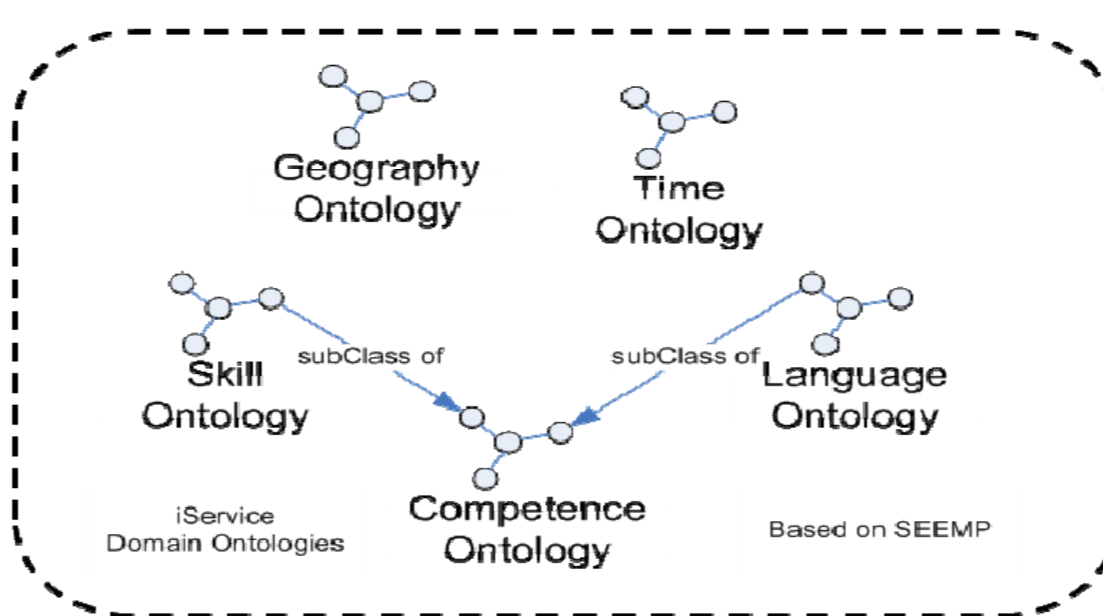 Geography
Ontology
Time
Ontology
subClass of
subClass of
Skill
Ontology
Language
Ontology
Competence
Ontology
iService
Domain Ontologies
Based on SEEMP